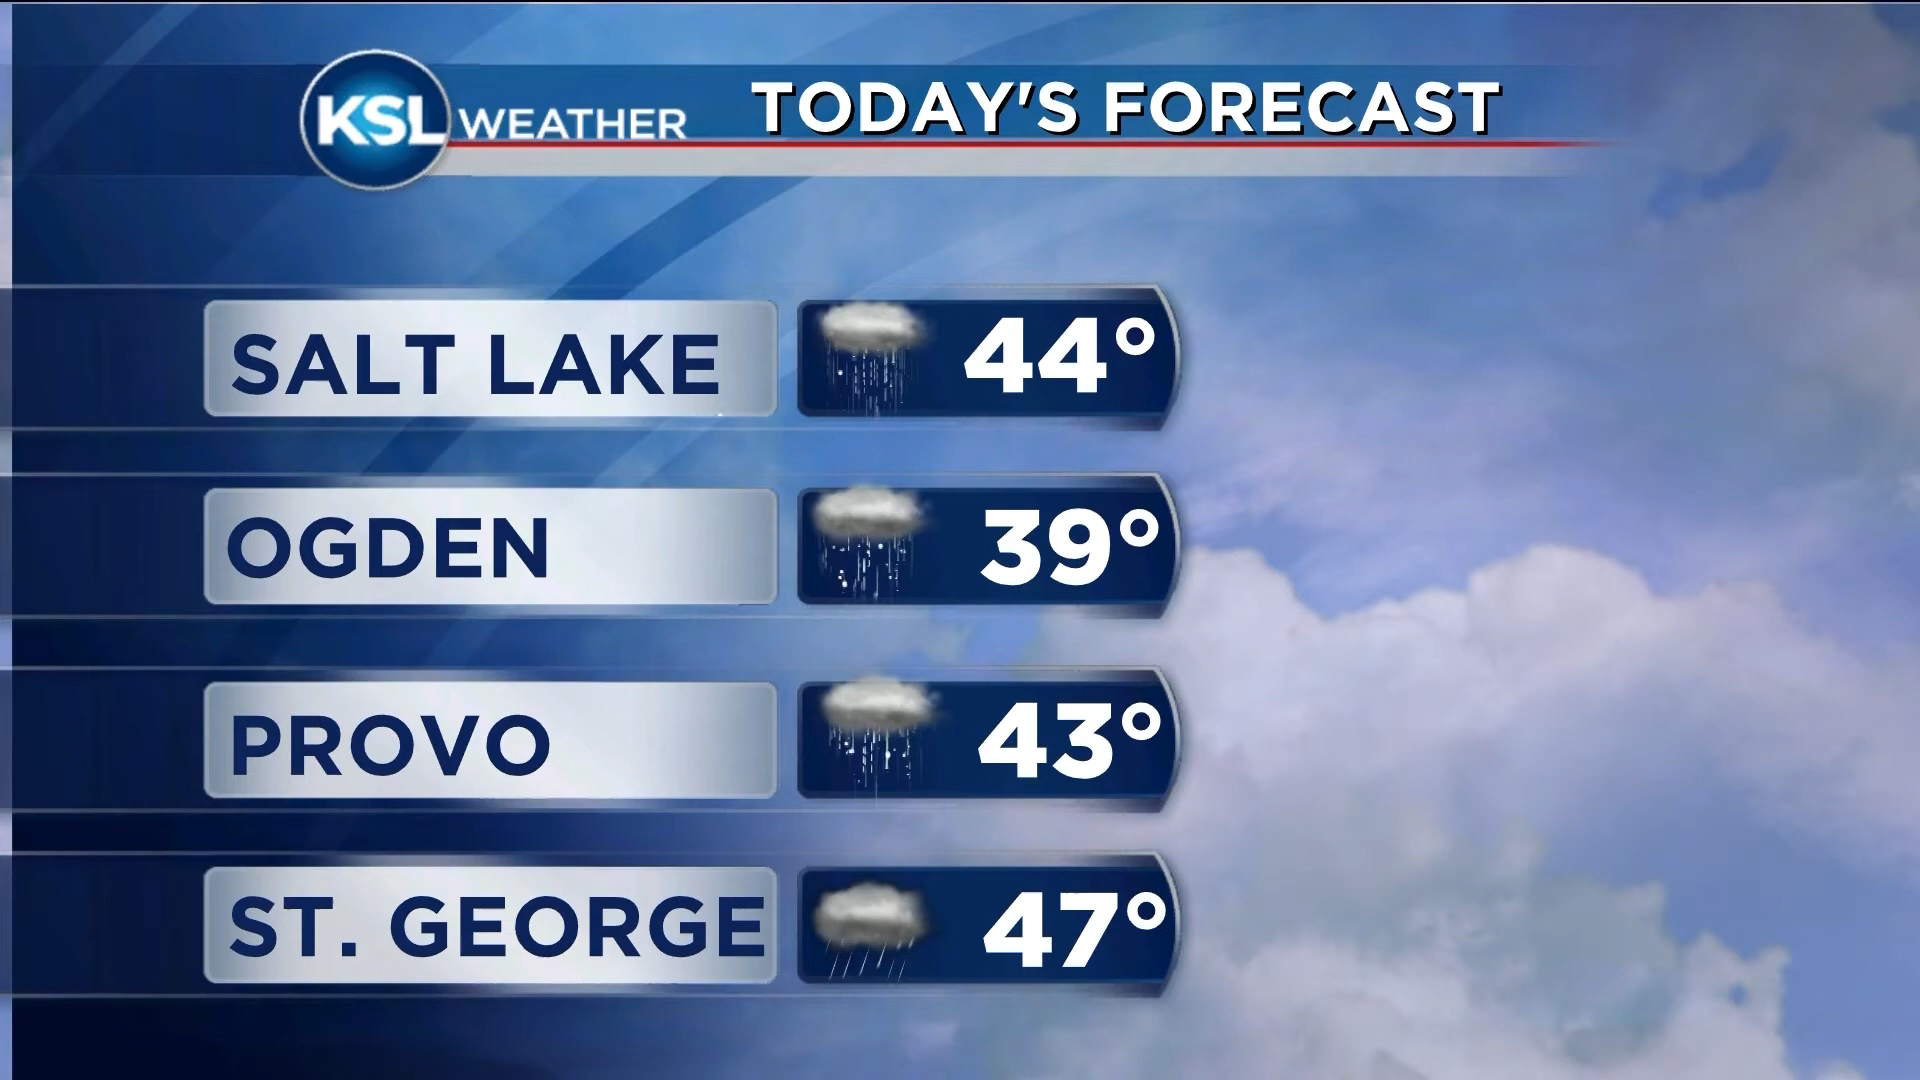 KSL WEATHER TODAY'S FORECAST
SALT LAKE 44°
OGDEN 39°
PROVO 43°
ST. GEORGE 47°